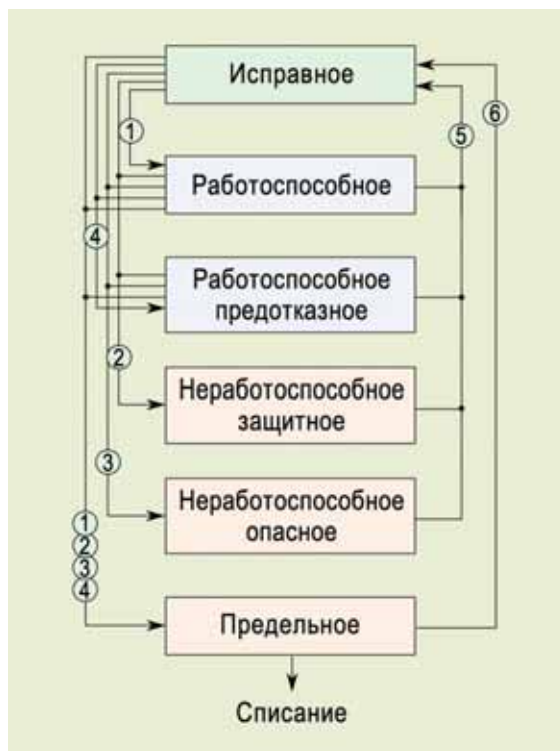 Исправное
6
1
5
Работоспособное
4
Работоспособное
предотказное
2
Неработоспособное
защитное
3
Неработоспособное
опасное
1
2
3
4
Предельное
Списание